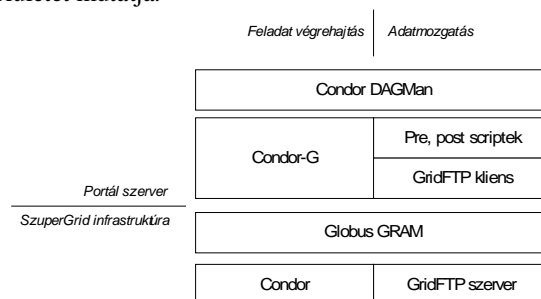 Feladat végrehajtás Adatmozgatás
Condor DAGMan
Condor-G
Pre, post scriptek
GridFTP kliens
Portál szerver
SzuperGrid infrastruktúra
Globus GRAM
Condor GridFTP szerver